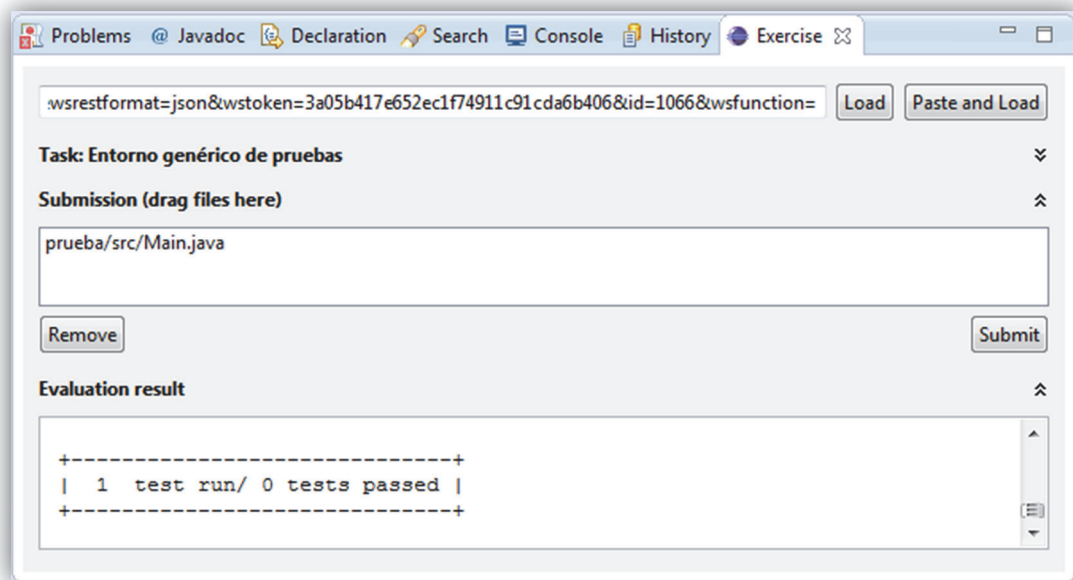 Problems @ Javadoc Declaration Search Console History Exercise
wsrestformat=json&wstoken=3a05b417e652ec1f74911c91cda6b406&id=1066&wsfunction= Load Paste and Load
Task: Entorno genérico de pruebas
Submission (drag files here)
prueba/src/Main.java
Remove Submit
Evaluation result
+------------------------------+
|  1  test run/ 0 tests passed |
+------------------------------+